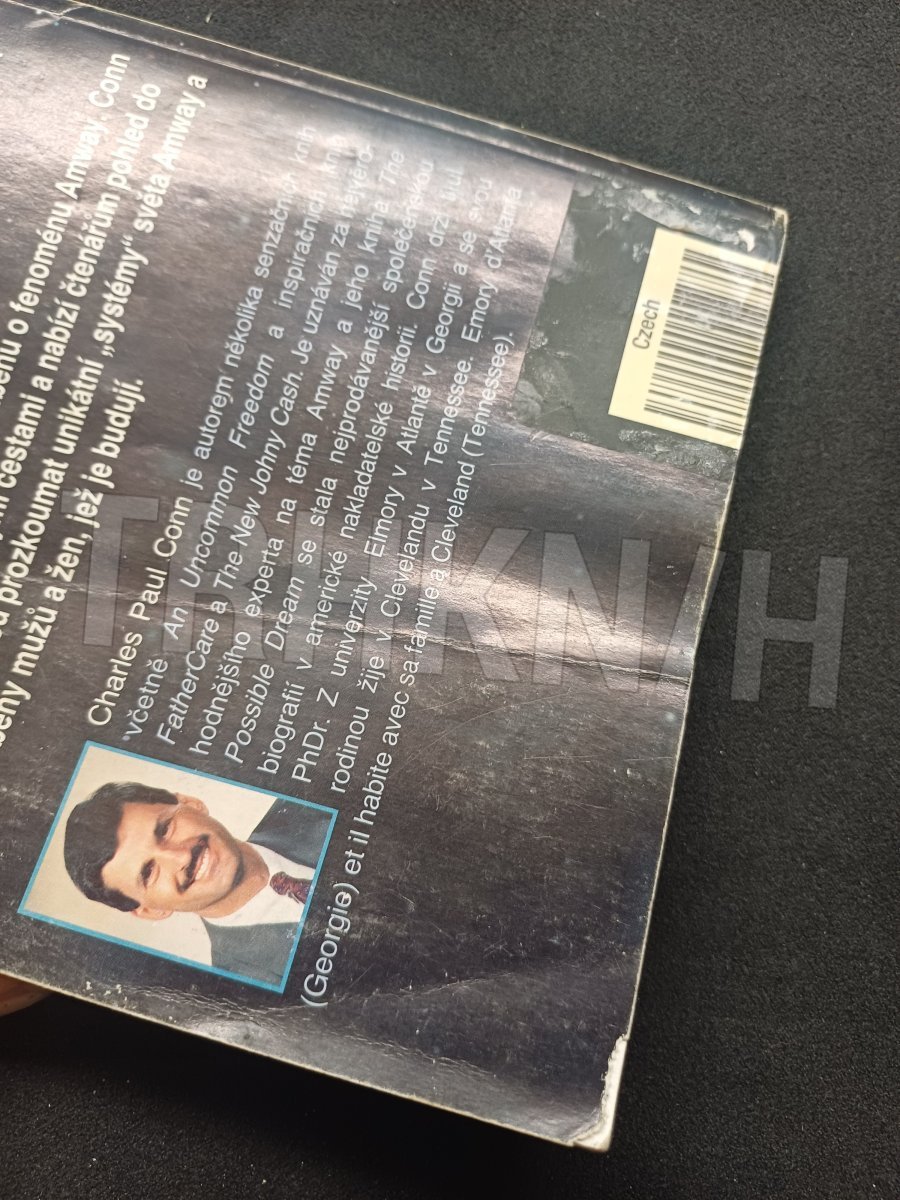 o fenoménu Amway. Conn
cestami a nabízí čtenářům pohled do
prozkoumat unikátní „systémy“ světa Amway a
mužů a žen, jež je budují.
Charles Paul Conn je autorem několika senzačních knih
včetně An Uncommon Freedom a inspiračních knih
FatherCare a The New Johny Cash. Je uznáván za nejvěro-
hodnějšího experta na téma Amway a jeho kniha The
Possible Dream se stala nejprodávanější společenskou
biografií v americké nakladatelské historii. Conn drží titul
PhDr. z univerzity Elmory v Atlantě v Georgii a se svou
rodinou žije v Clevelandu v Tennessee. Emory d'Atlanta
(Georgie) et il habite avec sa famille a Cleveland (Tennessee).
Czech
TRHKNIH